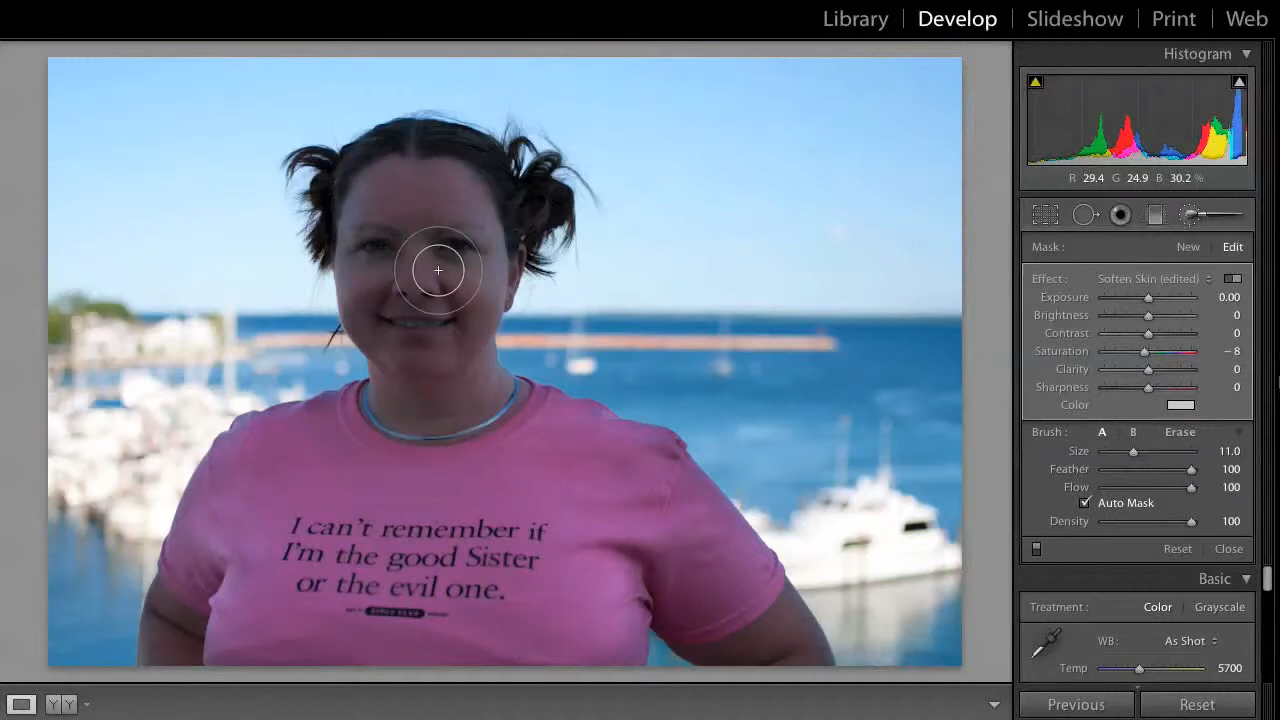 Library | Develop | Slideshow | Print | Web
Histogram
R 29.4 G 24.9 B 30.2 %
Mask : New Edit
Effect : Soften Skin (edited)
Exposure 0.00
Brightness 0
Contrast 0
Saturation – 8
Clarity 0
Sharpness 0
Color
Brush : A B Erase
Size 11.0
Feather 100
Flow 100
Auto Mask
Density 100
Reset Close
Basic
Treatment : Color Grayscale
WB : As Shot
Temp 5700
Previous Reset
I can't remember if
I'm the good Sister
or the evil one.